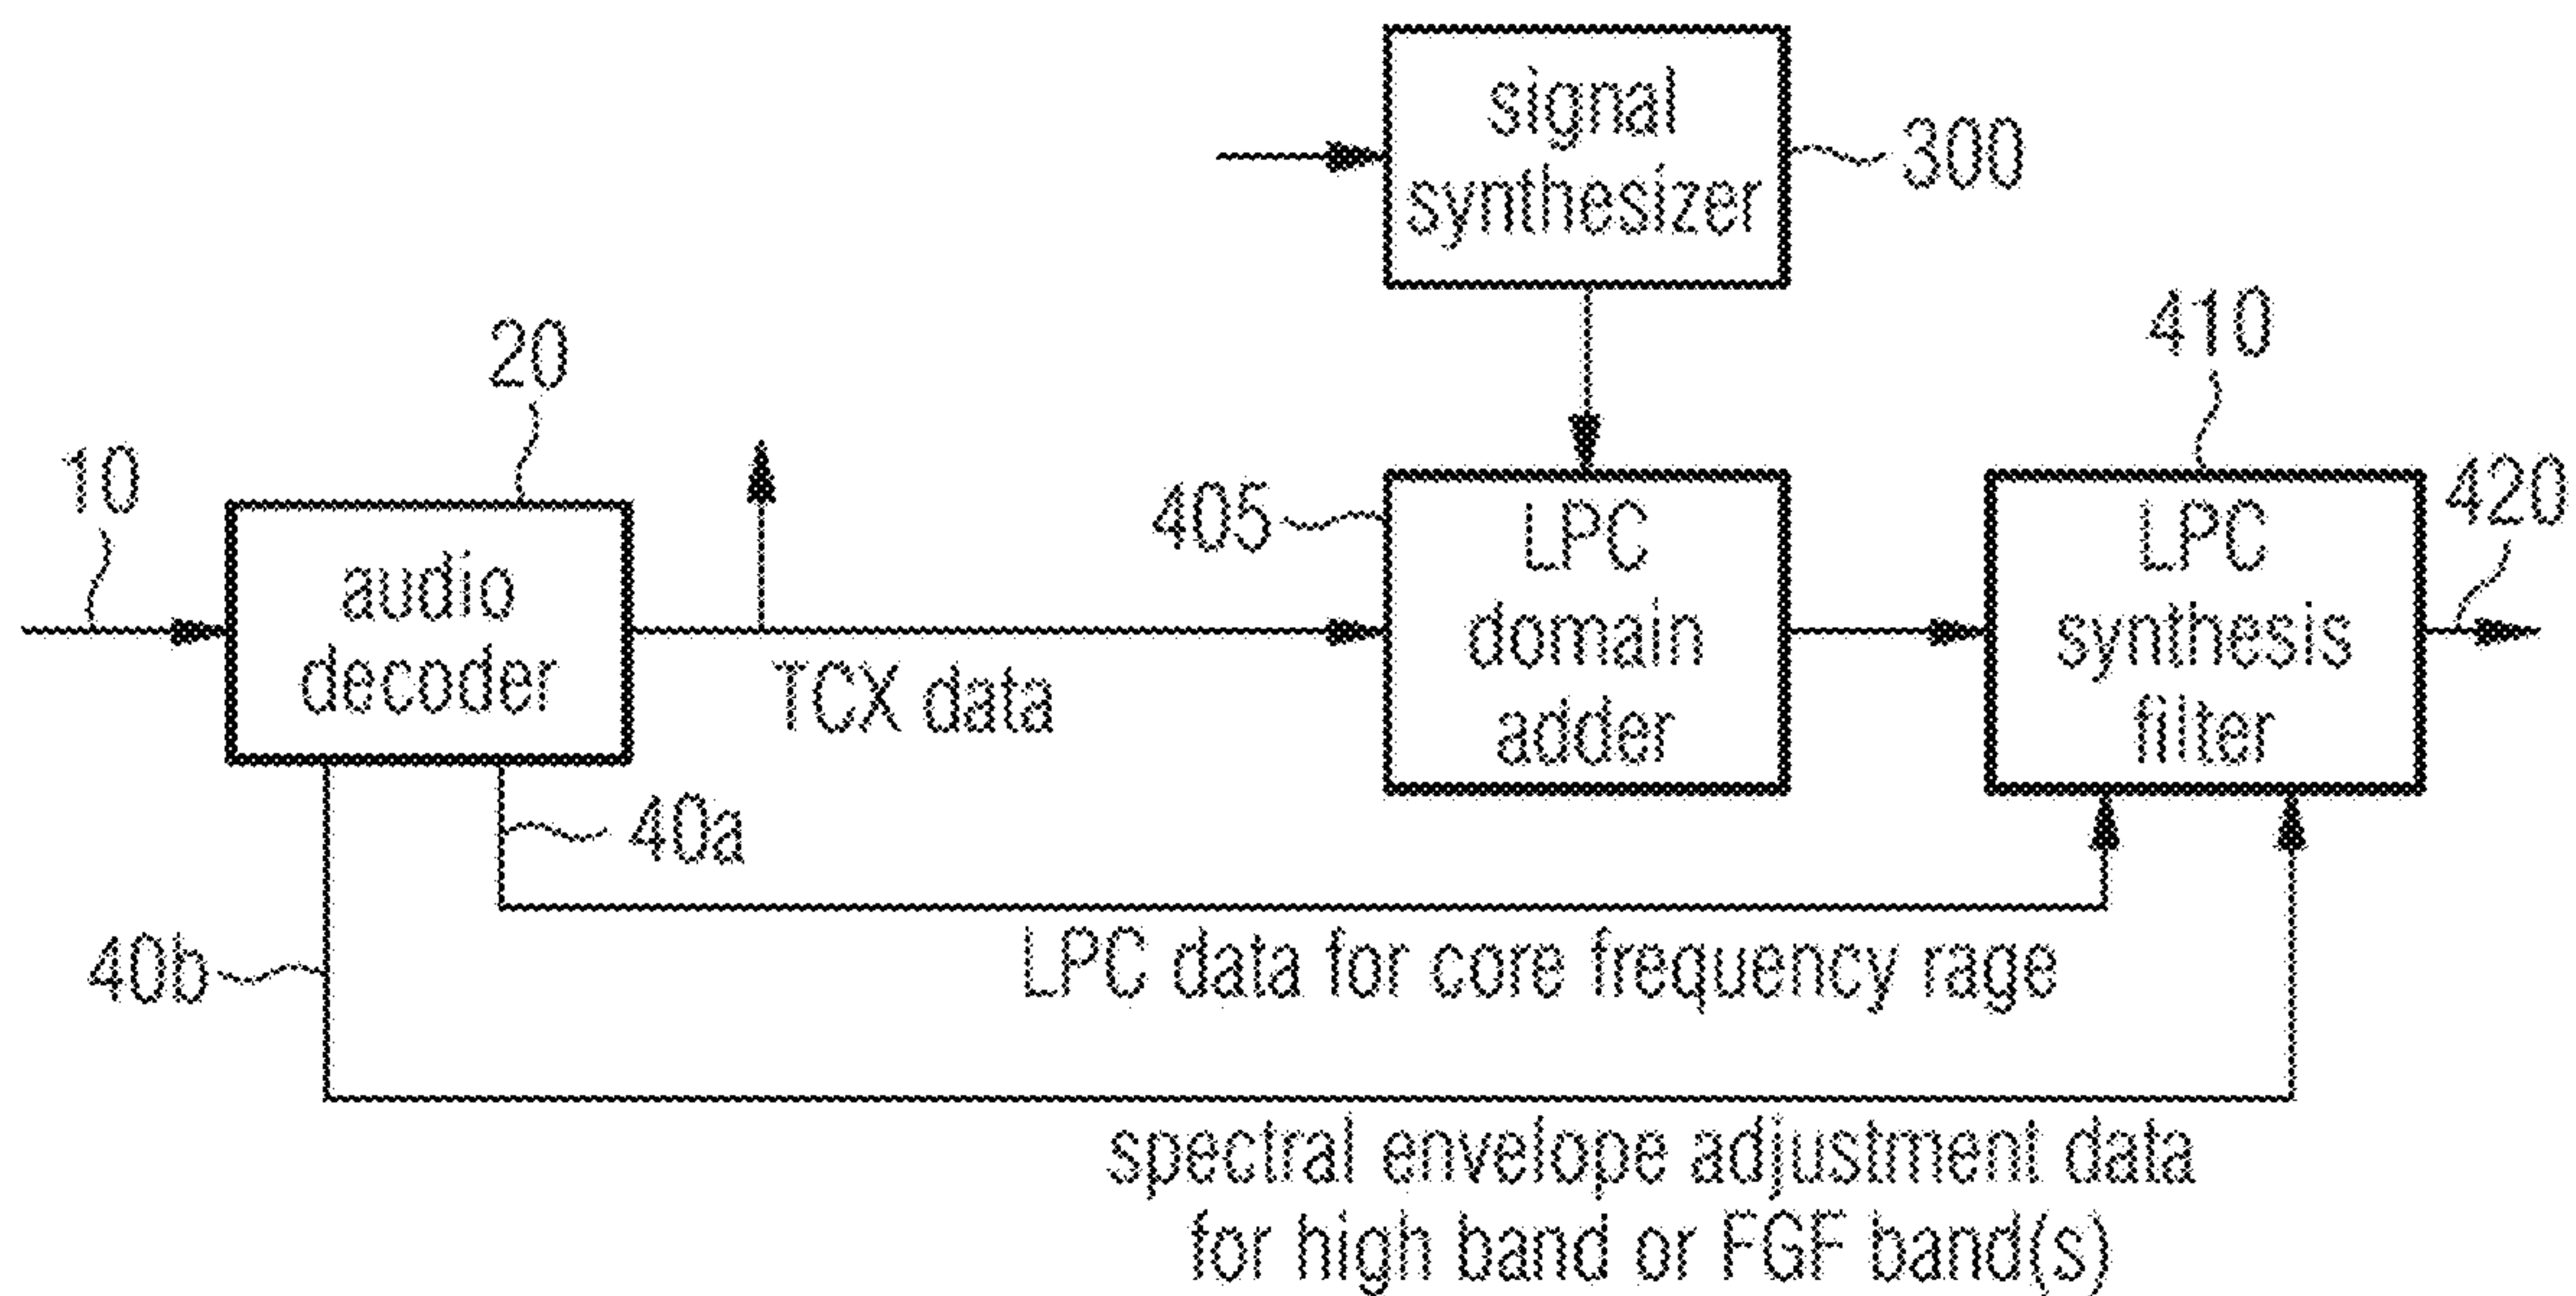 signal
synthesizer
300
410
20
420
10
405
audio
decoder
LPC
domain
adder
LPC
synthesis
filter
TCX data
40a
40b
LPC data for core frequency rage
spectral envelope adjustment data
for high band or FGF band(s)